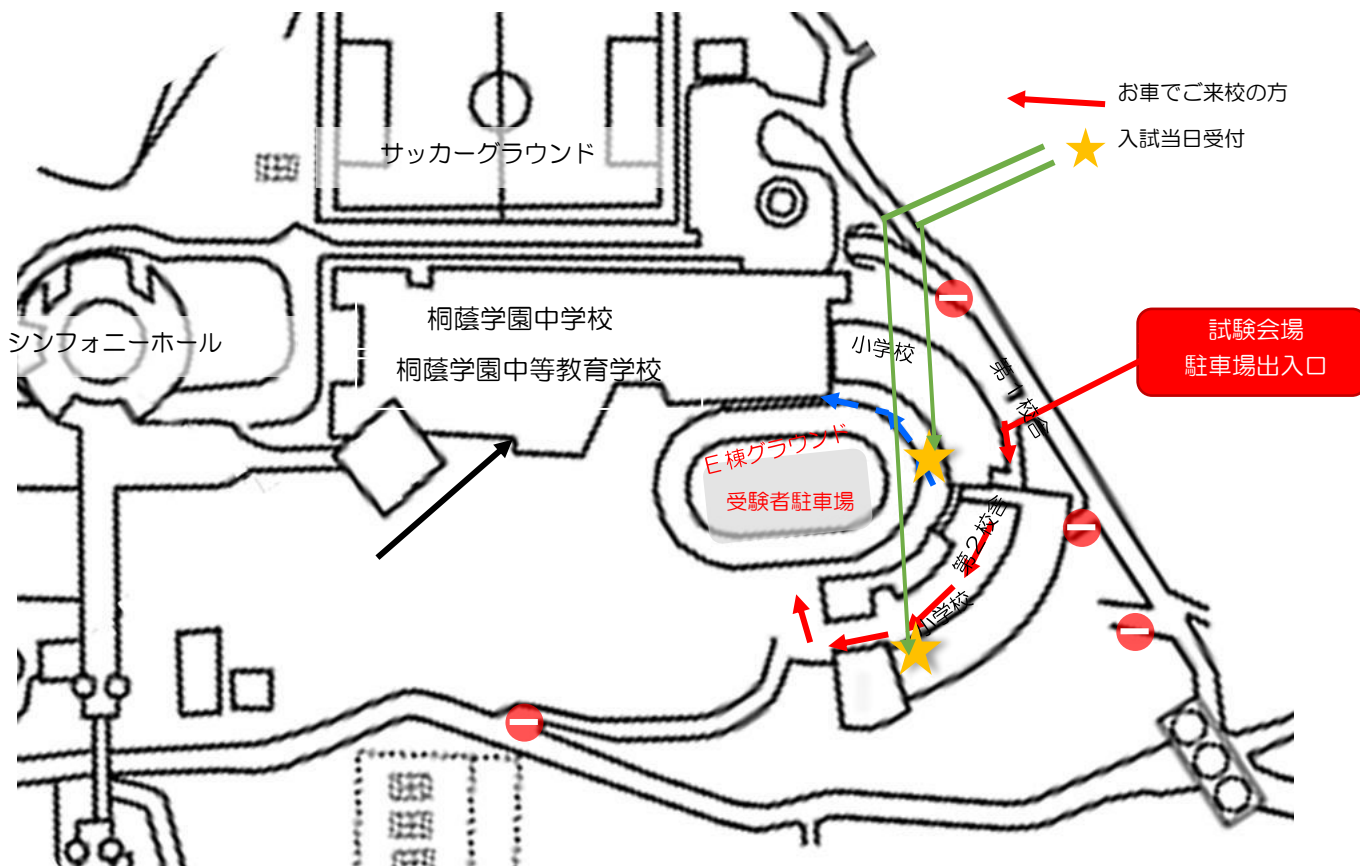 お車でご来校の方
入試当日受付
サッカーグラウンド
桐蔭学園中学校
桐蔭学園中等教育学校
シンフォニーホール
小学校
第1校舎
試験会場
駐車場出入口
E棟グラウンド
受験者駐車場
第2校舎
小学校